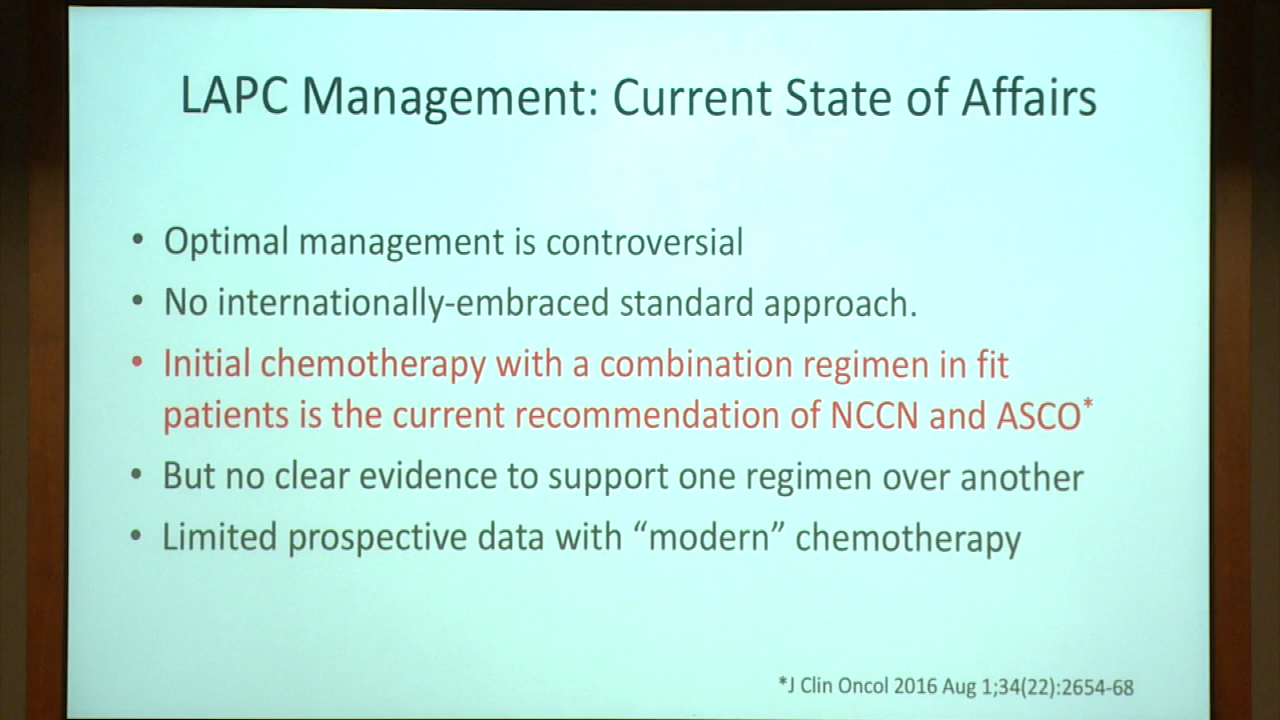 LAPC Management: Current State of Affairs
• Optimal management is controversial
• No internationally-embraced standard approach.
• Initial chemotherapy with a combination regimen in fit
patients is the current recommendation of NCCN and ASCO*
• But no clear evidence to support one regimen over another
• Limited prospective data with “modern” chemotherapy
*J Clin Oncol 2016 Aug 1;34(22):2654-68